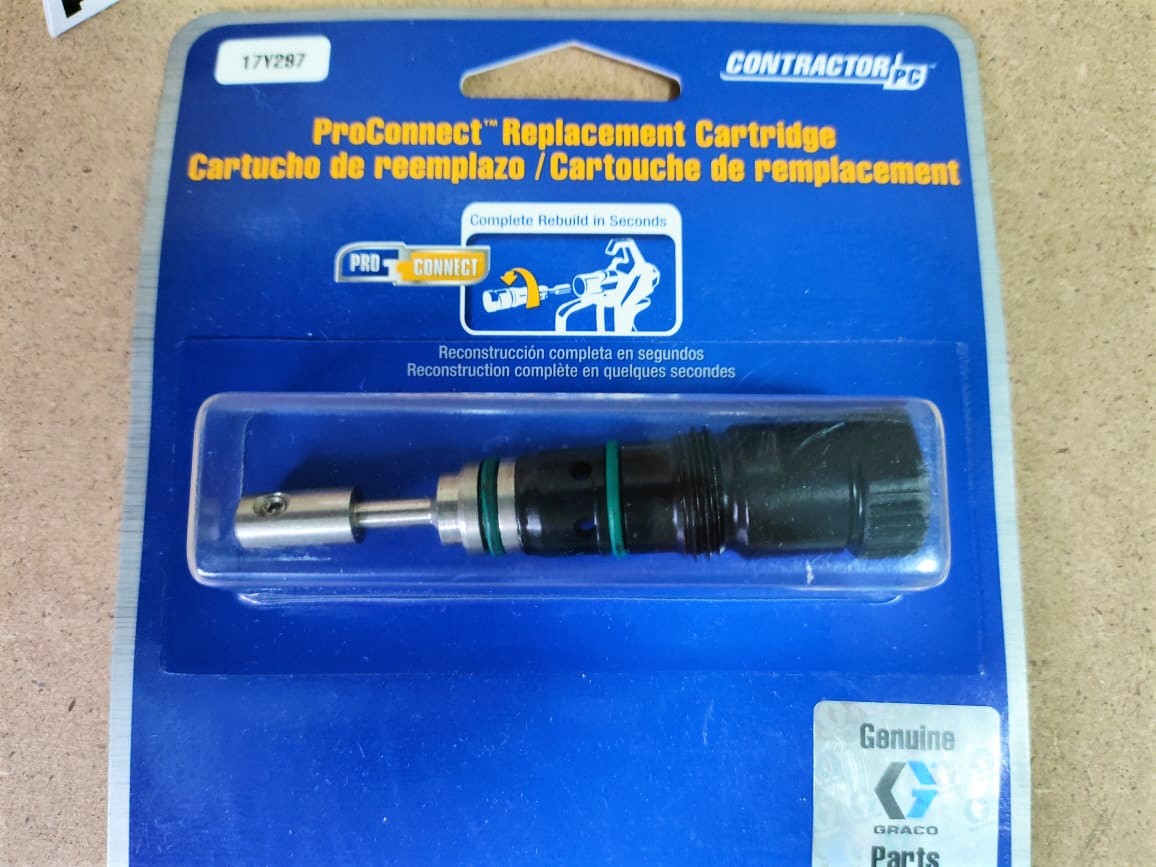 17Y297
CONTRACTOR PC
ProConnect™ Replacement Cartridge
Cartucho de reemplazo / Cartouche de remplacement
Complete Rebuild in Seconds
PRO CONNECT
Reconstrucción completa en segundos
Reconstruction complète en quelques secondes
Genuine
GRACO
Parts